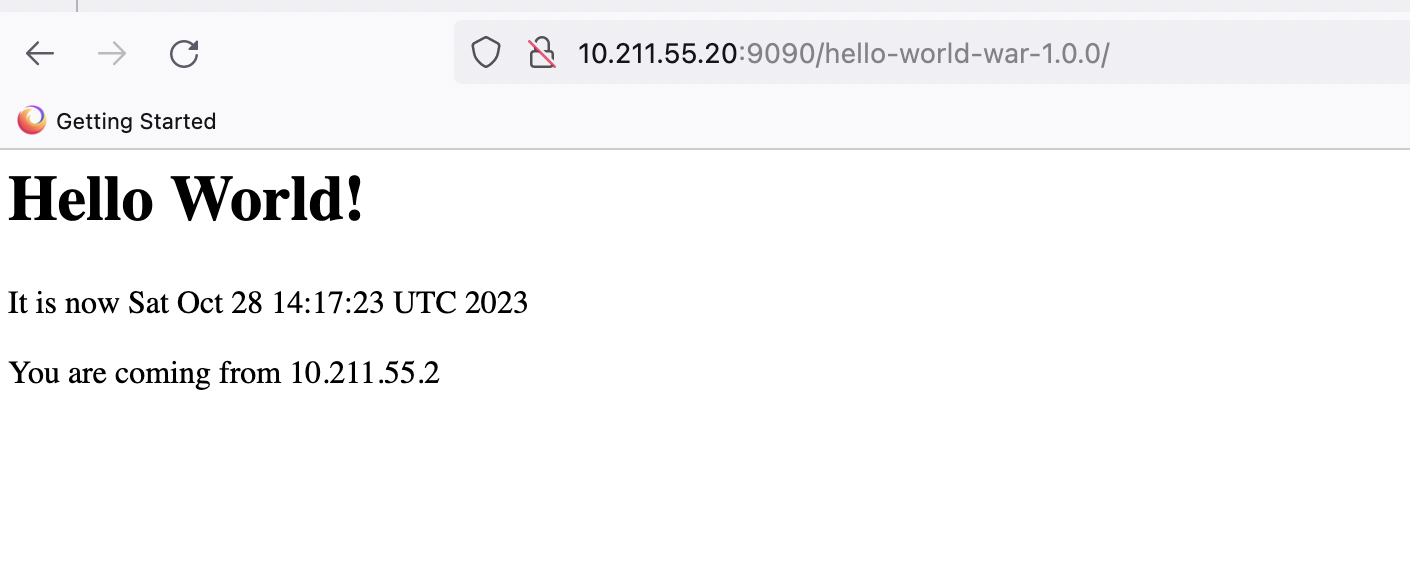 10.211.55.20:9090/hello-world-war-1.0.0/
Getting Started
Hello World!
It is now Sat Oct 28 14:17:23 UTC 2023
You are coming from 10.211.55.2